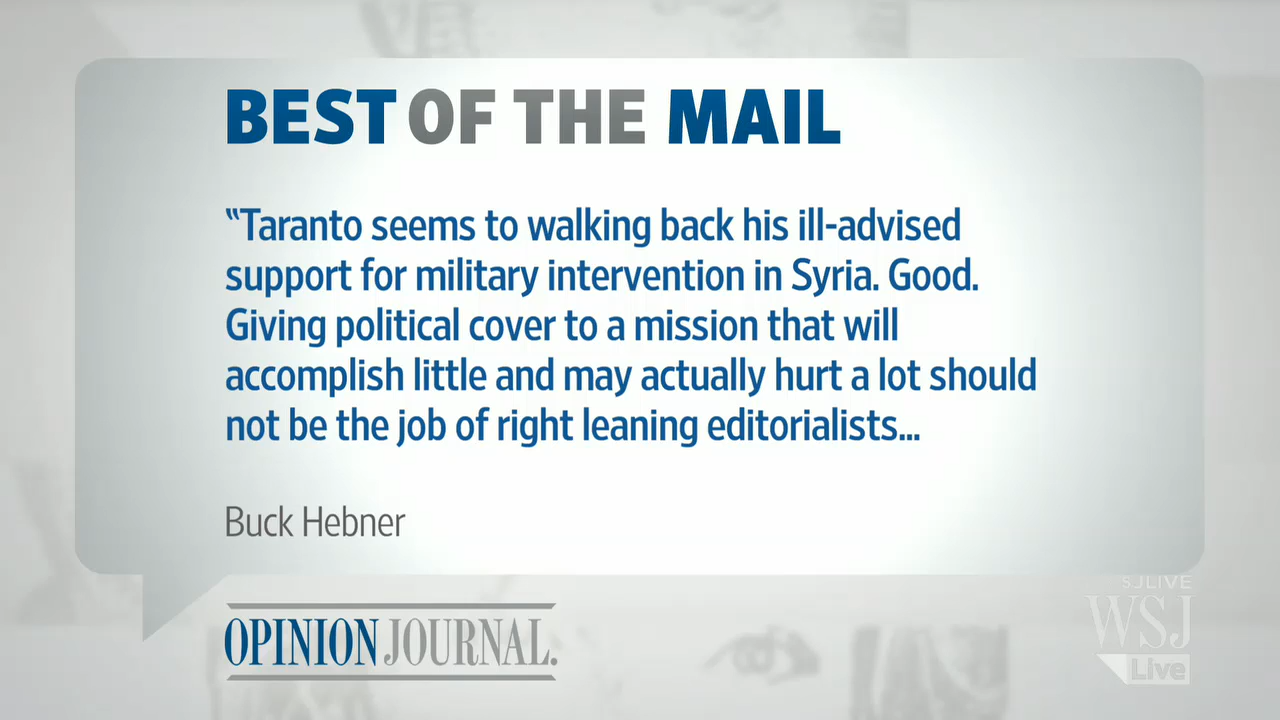 BEST OF THE MAIL
“Taranto seems to walking back his ill-advised
support for military intervention in Syria. Good.
Giving political cover to a mission that will
accomplish little and may actually hurt a lot should
not be the job of right leaning editorialists...
Buck Hebner
OPINION JOURNAL.
SJLIVE
WSJ
Live